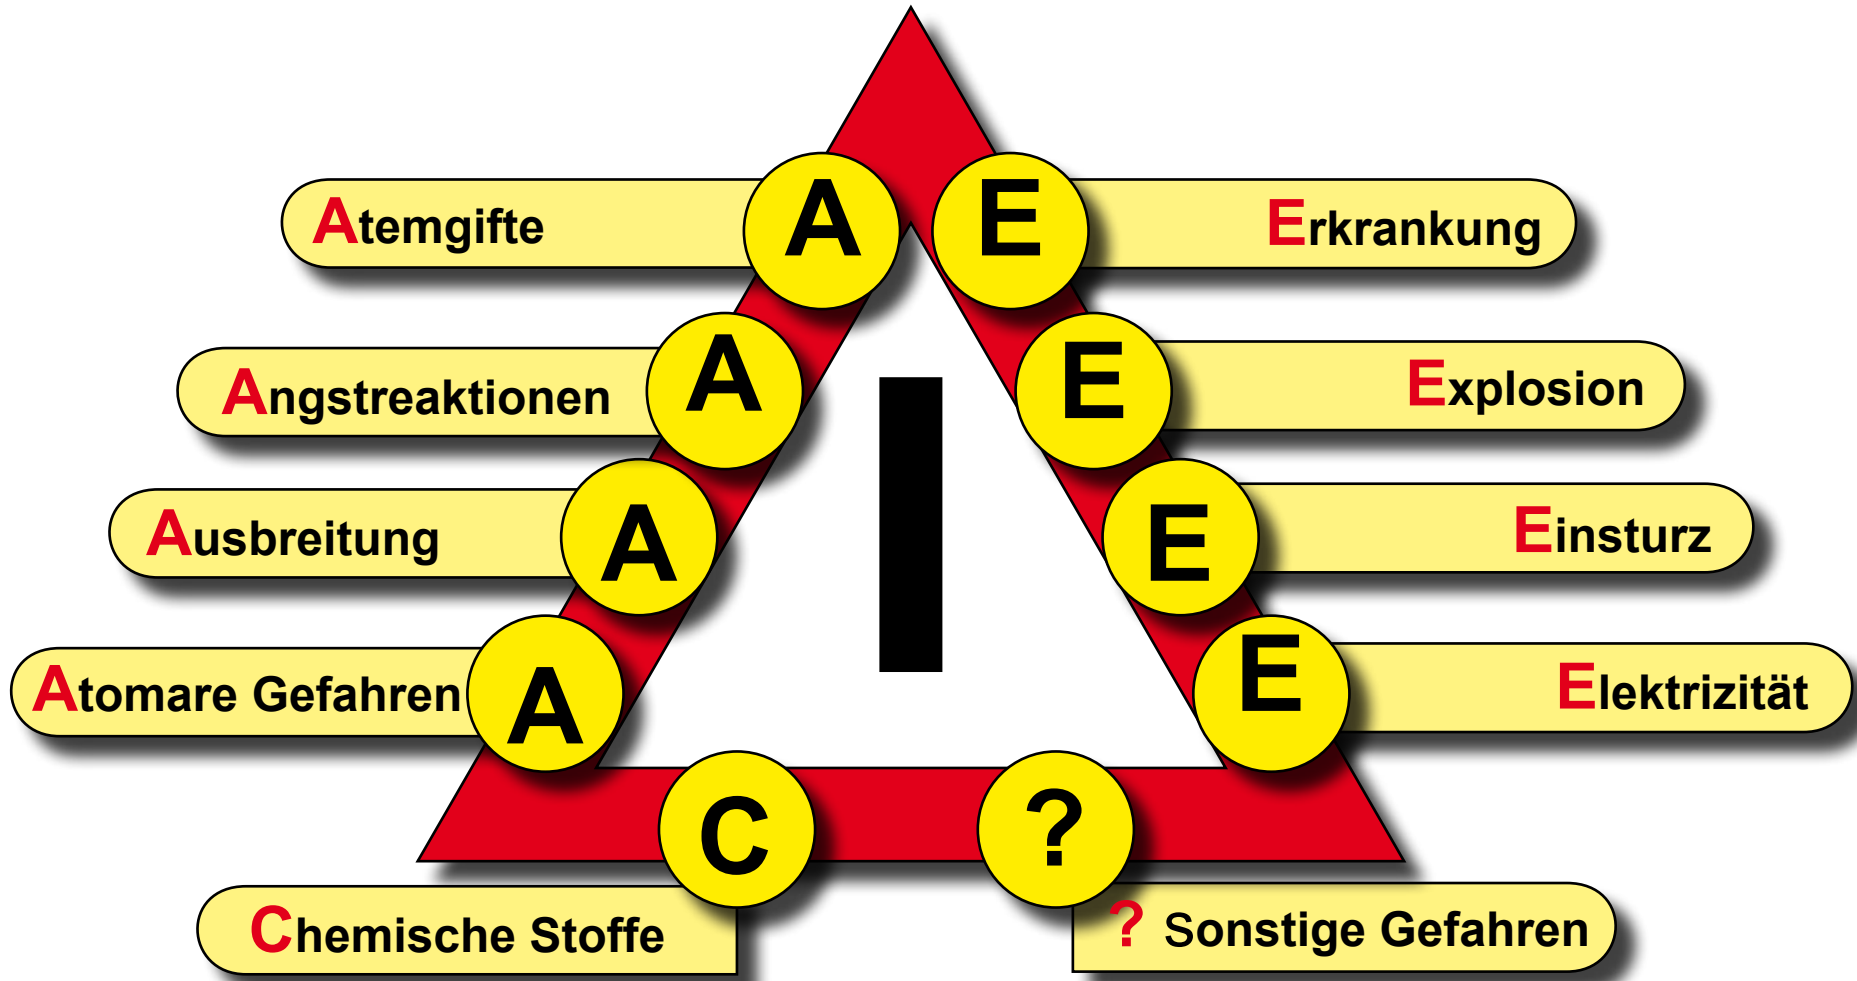 Atemgifte A E Erkrankung
Angstreaktionen A E Explosion
I
Ausbreitung A E Einsturz
Atomare Gefahren A E Elektrizität
C ?
Chemische Stoffe ? Sonstige Gefahren